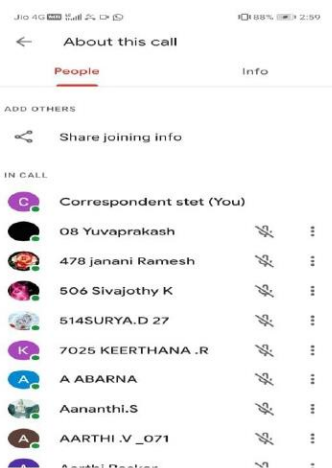 Jio 4G 88% 2:59
About this call
People Info
ADD OTHERS
Share joining info
IN CALL
C Correspondent stet (You)
08 Yuvaprakash
478 janani Ramesh
506 Sivajothy K
514SURYA.D 27
K 7025 KEERTHANA .R
A A ABARNA
Aananthi.S
A AARTHI .V _071